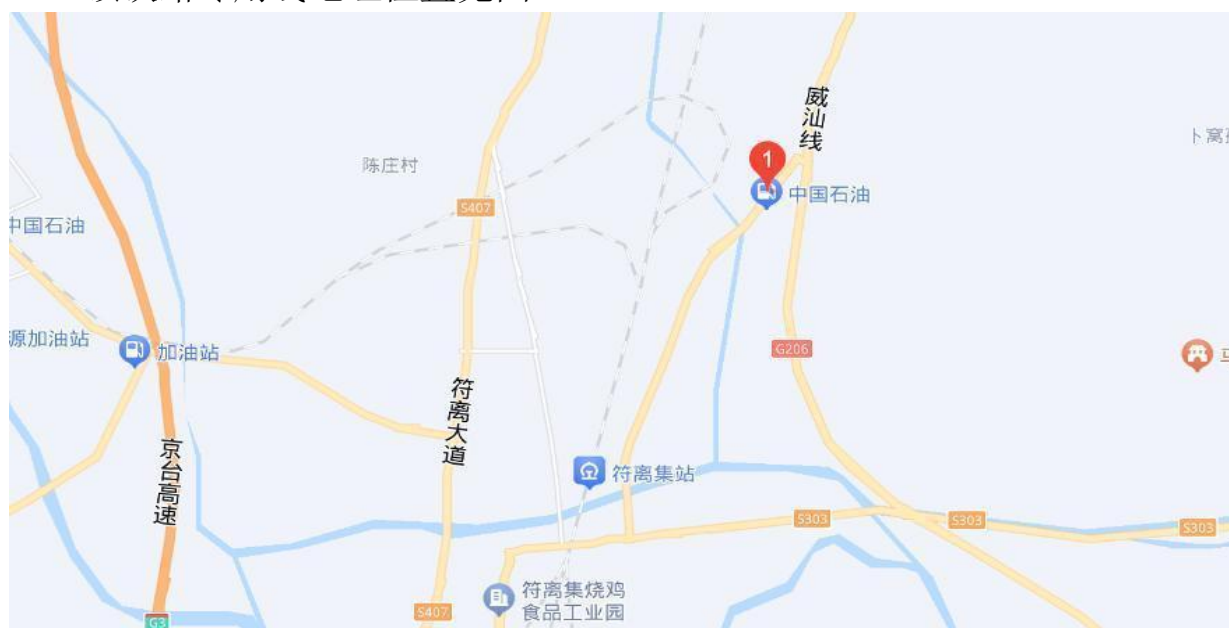 威汕线
卜窝
陈庄村
1
中国石油
S407
中国石油
源加油站
加油站
G206
符离大道
京台高速
符离集站
S303
S303
S303
符离集烧鸡
食品工业园
S407
G3